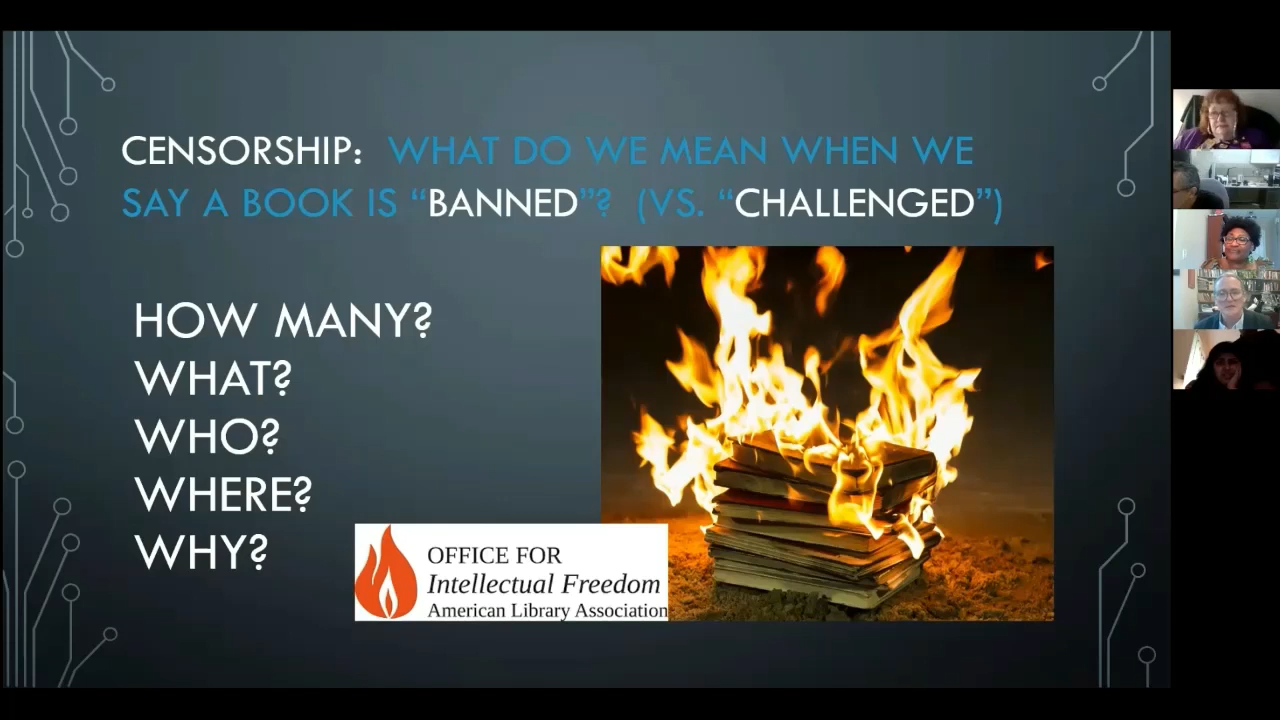 CENSORSHIP: WHAT DO WE MEAN WHEN WE
SAY A BOOK IS “BANNED”? (VS. “CHALLENGED”)
HOW MANY?
WHAT?
WHO?
WHERE?
WHY?
OFFICE FOR
Intellectual Freedom
American Library Association